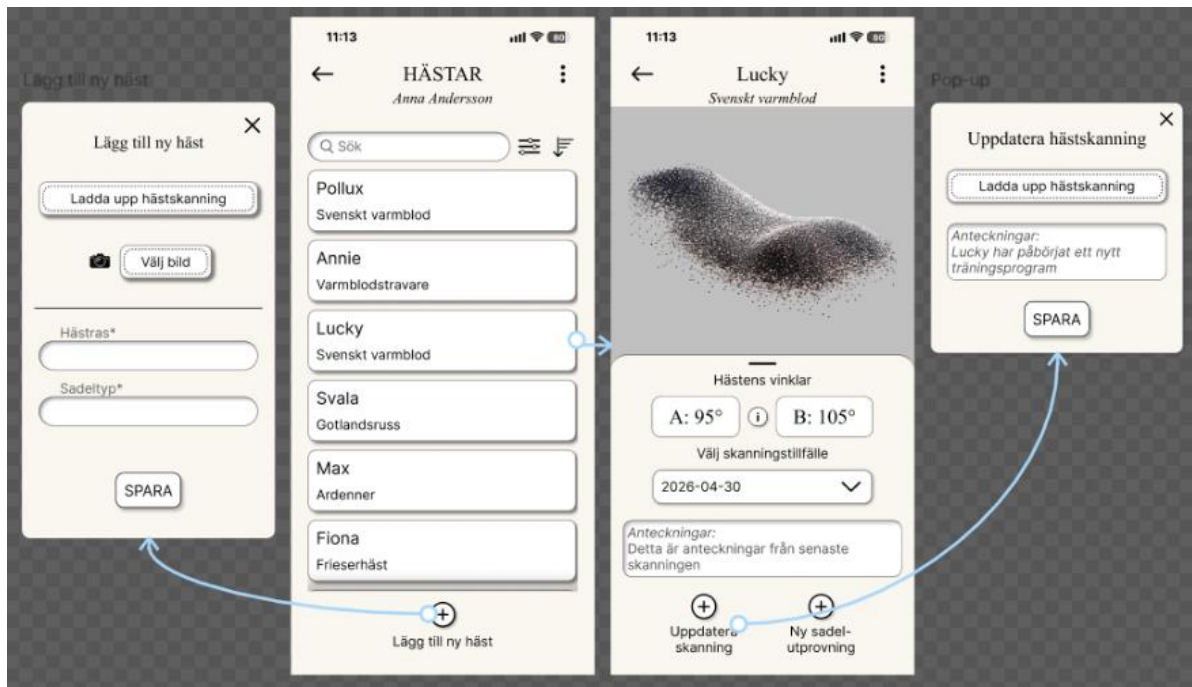 Lägg till ny häst
Lägg till ny häst
Ladda upp hästskanning
Välj bild
Hästras*
Sadeltyp*
SPARA
11:13
80
HÄSTAR
Anna Andersson
Sök
Pollux
Svenskt varmblod
Annie
Varmblodstravare
Lucky
Svenskt varmblod
Svala
Gotlandsruss
Max
Ardenner
Fiona
Frieserhäst
Lägg till ny häst
11:13
80
Lucky
Svenskt varmblod
Hästens vinklar
A: 95°
i
B: 105°
Välj skanningstillfälle
2026-04-30
Anteckningar:
Detta är anteckningar från senaste
skanningen
Uppdatera
skanning
Ny sadel-
utprovning
Pop-up
Uppdatera hästskanning
Ladda upp hästskanning
Anteckningar:
Lucky har påbörjat ett nytt
träningsprogram
SPARA